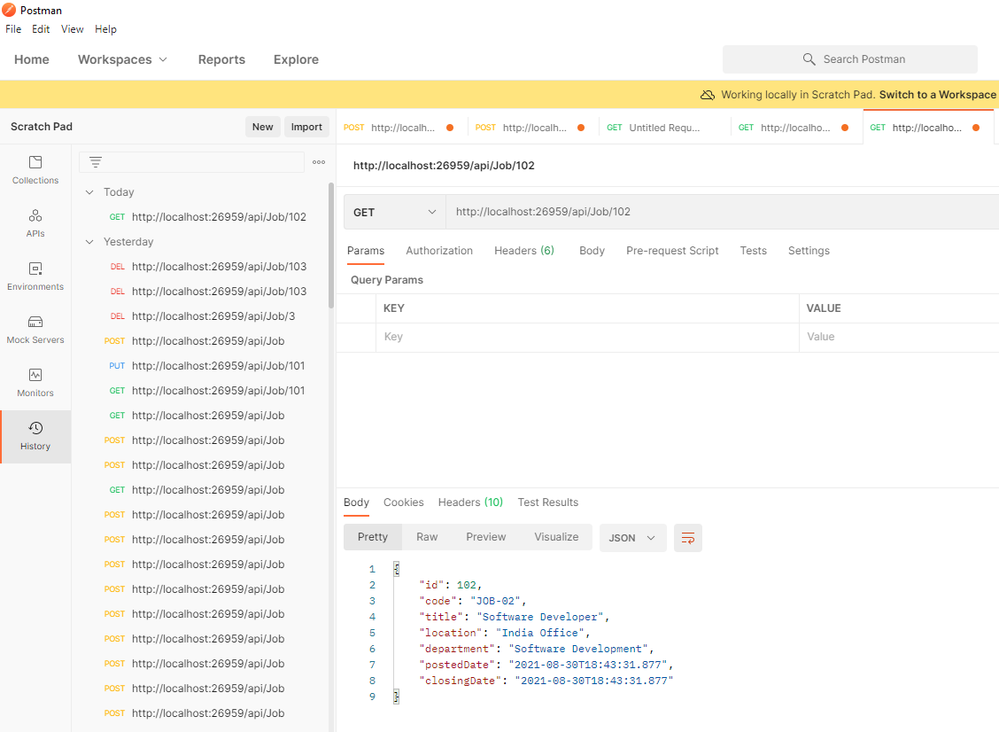 Postman
File Edit View Help
Home Workspaces Reports Explore Search Postman
Working locally in Scratch Pad. Switch to a Workspace
Scratch Pad New Import
POST http://localh... POST http://localh... GET Untitled Requ... GET http://localho... GET http://localho...
Collections
APIs
Environments
Mock Servers
Monitors
History
Today
GET http://localhost:26959/api/Job/102
Yesterday
DEL http://localhost:26959/api/Job/103
DEL http://localhost:26959/api/Job/103
DEL http://localhost:26959/api/Job/3
POST http://localhost:26959/api/Job
PUT http://localhost:26959/api/Job/101
GET http://localhost:26959/api/Job/101
GET http://localhost:26959/api/Job
POST http://localhost:26959/api/Job
POST http://localhost:26959/api/Job
GET http://localhost:26959/api/Job
POST http://localhost:26959/api/Job
POST http://localhost:26959/api/Job
POST http://localhost:26959/api/Job
POST http://localhost:26959/api/Job
POST http://localhost:26959/api/Job
POST http://localhost:26959/api/Job
POST http://localhost:26959/api/Job
POST http://localhost:26959/api/Job
POST http://localhost:26959/api/Job
http://localhost:26959/api/Job/102
GET http://localhost:26959/api/Job/102
Params Authorization Headers (6) Body Pre-request Script Tests Settings
Query Params
KEY VALUE
Key Value
Body Cookies Headers (10) Test Results
Pretty Raw Preview Visualize JSON
1 {
2 "id": 102,
3 "code": "JOB-02",
4 "title": "Software Developer",
5 "location": "India Office",
6 "department": "Software Development",
7 "postedDate": "2021-08-30T18:43:31.877",
8 "closingDate": "2021-08-30T18:43:31.877"
9 }